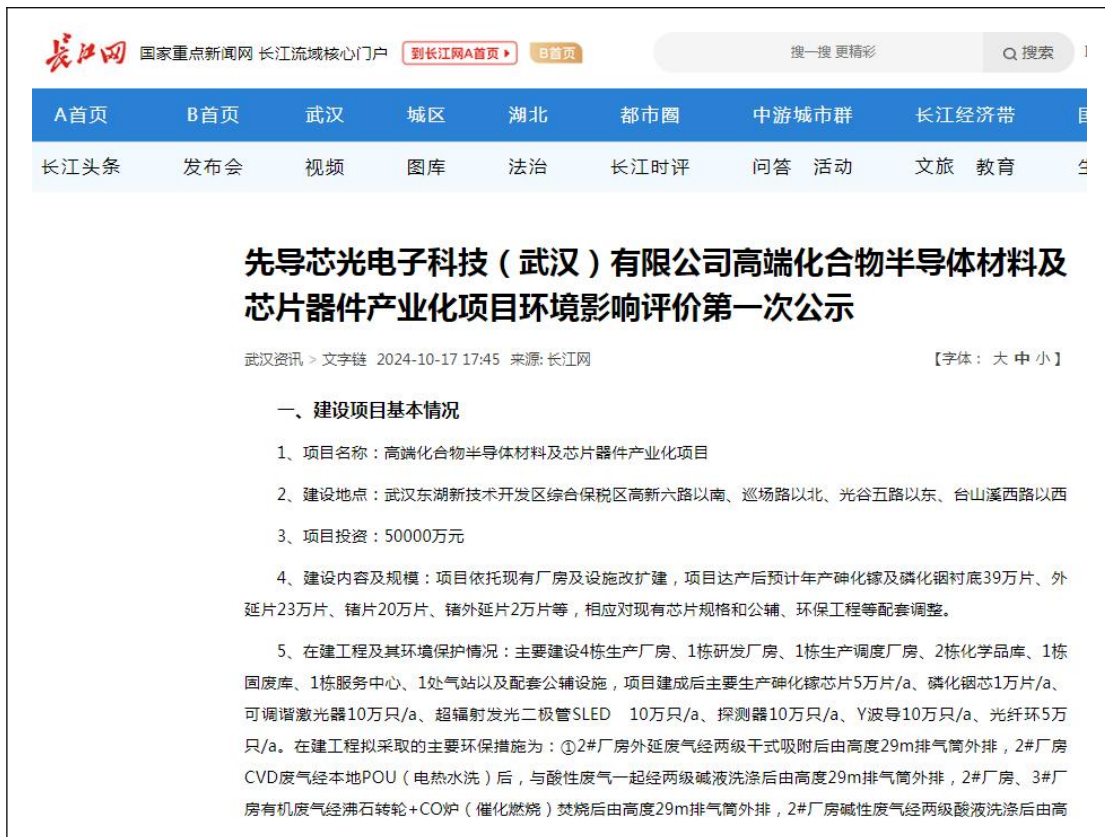 长江网 国家重点新闻网 长江流域核心门户 到长江网A首页 B首页 搜一搜 更精彩 搜索
A首页 B首页 武汉 城区 湖北 都市圈 中游城市群 长江经济带
长江头条 发布会 视频 图库 法治 长江时评 问答 活动 文旅 教育
先导芯光电子科技（武汉）有限公司高端化合物半导体材料及
芯片器件产业化项目环境影响评价第一次公示
武汉资讯 > 文字链 2024-10-17 17:45 来源: 长江网 【字体： 大 中 小】
一、建设项目基本情况
1、项目名称：高端化合物半导体材料及芯片器件产业化项目
2、建设地点：武汉东湖新技术开发区综合保税区高新六路以南、巡场路以北、光谷五路以东、台山溪西路以西
3、项目投资：50000万元
4、建设内容及规模：项目依托现有厂房及设施改扩建，项目达产后预计年产砷化镓及磷化铟衬底39万片、外
延片23万片、锗片20万片、锗外延片2万片等，相应对现有芯片规格和公辅、环保工程等配套调整。
5、在建工程及其环境保护情况：主要建设4栋生产厂房、1栋研发厂房、1栋生产调度厂房、2栋化学品库、1栋
固废库、1栋服务中心、1处气站以及配套公辅设施，项目建成后主要生产砷化镓芯片5万片/a、磷化铟芯1万片/a、
可调谐激光器10万只/a、超辐射发光二极管SLED 10万只/a、探测器10万只/a、Y波导10万只/a、光纤环5万
只/a。在建工程拟采取的主要环保措施为：①2#厂房外延废气经两级干式吸附后由高度29m排气筒外排，2#厂房
CVD废气经本地POU（电热水洗）后，与酸性废气一起经两级碱液洗涤后由高度29m排气筒外排，2#厂房、3#厂
房有机废气经沸石转轮+CO炉（催化燃烧）焚烧后由高度29m排气筒外排，2#厂房碱性废气经两级酸液洗涤后由高